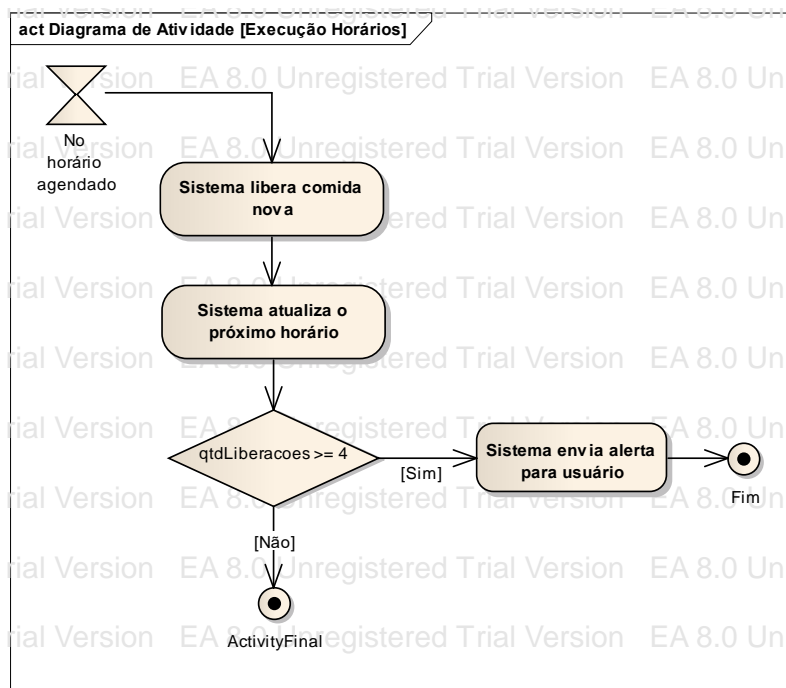 act Diagrama de Atividade [Execução Horários]
EA 8.0 Unregistered Trial Version
No
horário
agendado
Sistema libera comida
nova
Sistema atualiza o
próximo horário
qtdLiberacoes >= 4
[Sim]
Sistema envia alerta
para usuário
Fim
[Não]
ActivityFinal